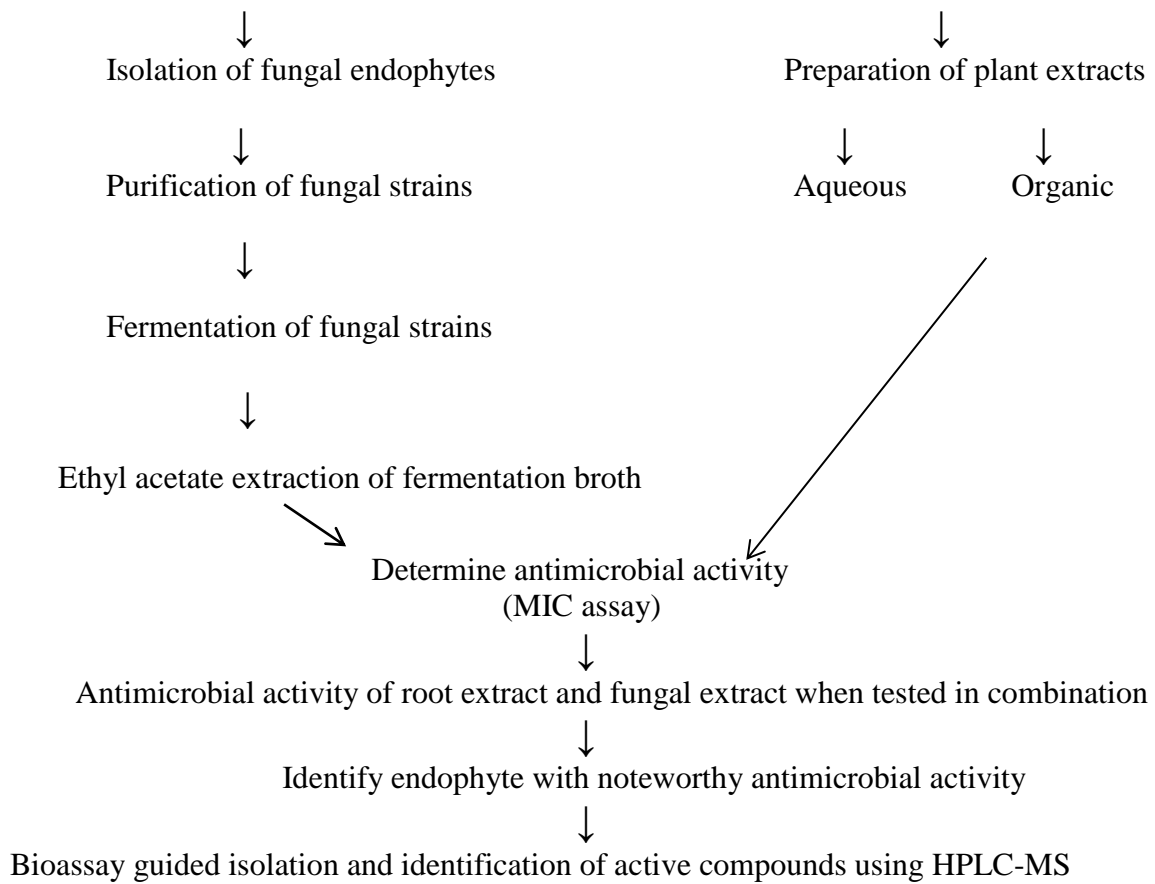 Isolation of fungal endophytes
Preparation of plant extracts
Purification of fungal strains
Aqueous
Organic
Fermentation of fungal strains
Ethyl acetate extraction of fermentation broth
Determine antimicrobial activity
(MIC assay)
Antimicrobial activity of root extract and fungal extract when tested in combination
Identify endophyte with noteworthy antimicrobial activity
Bioassay guided isolation and identification of active compounds using HPLC-MS